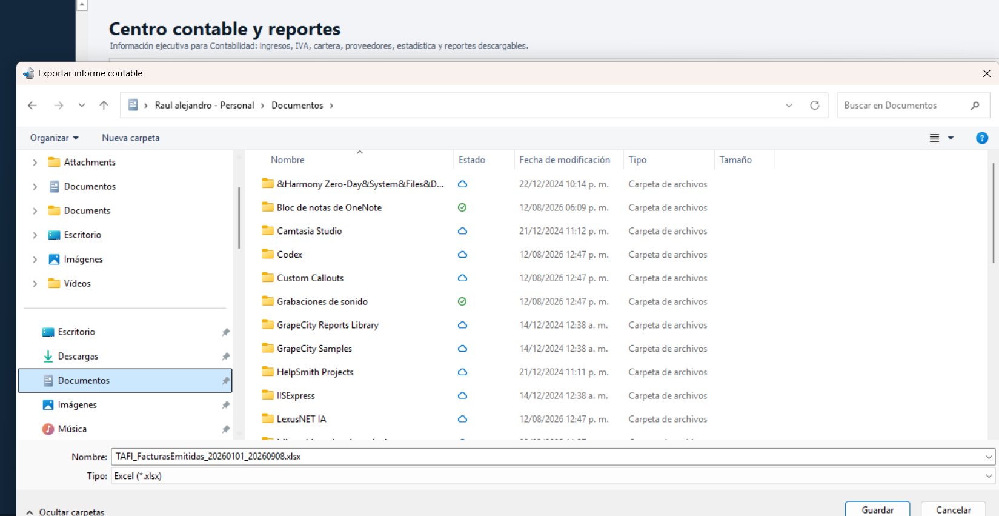 Centro contable y reportes
Información ejecutiva para Contabilidad: ingresos, IVA, cartera, proveedores, estadística y reportes descargables.
Exportar informe contable
Raul alejandro - Personal > Documentos >
Buscar en Documentos
Organizar
Nueva carpeta
Attachments
Documentos
Documents
Escritorio
Imágenes
Vídeos
Escritorio
Descargas
Documentos
Imágenes
Música
Nombre Estado Fecha de modificación Tipo Tamaño
&Harmony Zero-Day&System&Files&D... 22/12/2024 10:14 p. m. Carpeta de archivos
Bloc de notas de OneNote 12/08/2026 06:09 p. m. Carpeta de archivos
Camtasia Studio 21/12/2024 11:12 p. m. Carpeta de archivos
Codex 12/08/2026 12:47 p. m. Carpeta de archivos
Custom Callouts 12/08/2026 12:47 p. m. Carpeta de archivos
Grabaciones de sonido 12/08/2026 12:47 p. m. Carpeta de archivos
GrapeCity Reports Library 14/12/2024 12:38 a. m. Carpeta de archivos
GrapeCity Samples 14/12/2024 12:38 a. m. Carpeta de archivos
HelpSmith Projects 21/12/2024 11:11 p. m. Carpeta de archivos
IISExpress 14/12/2024 12:38 a. m. Carpeta de archivos
LexusNET IA 12/08/2026 12:47 p. m. Carpeta de archivos
Nombre: TAFI_FacturasEmitidas_20260101_20260908.xlsx
Tipo: Excel (*.xlsx)
Ocultar carpetas
Guardar
Cancelar